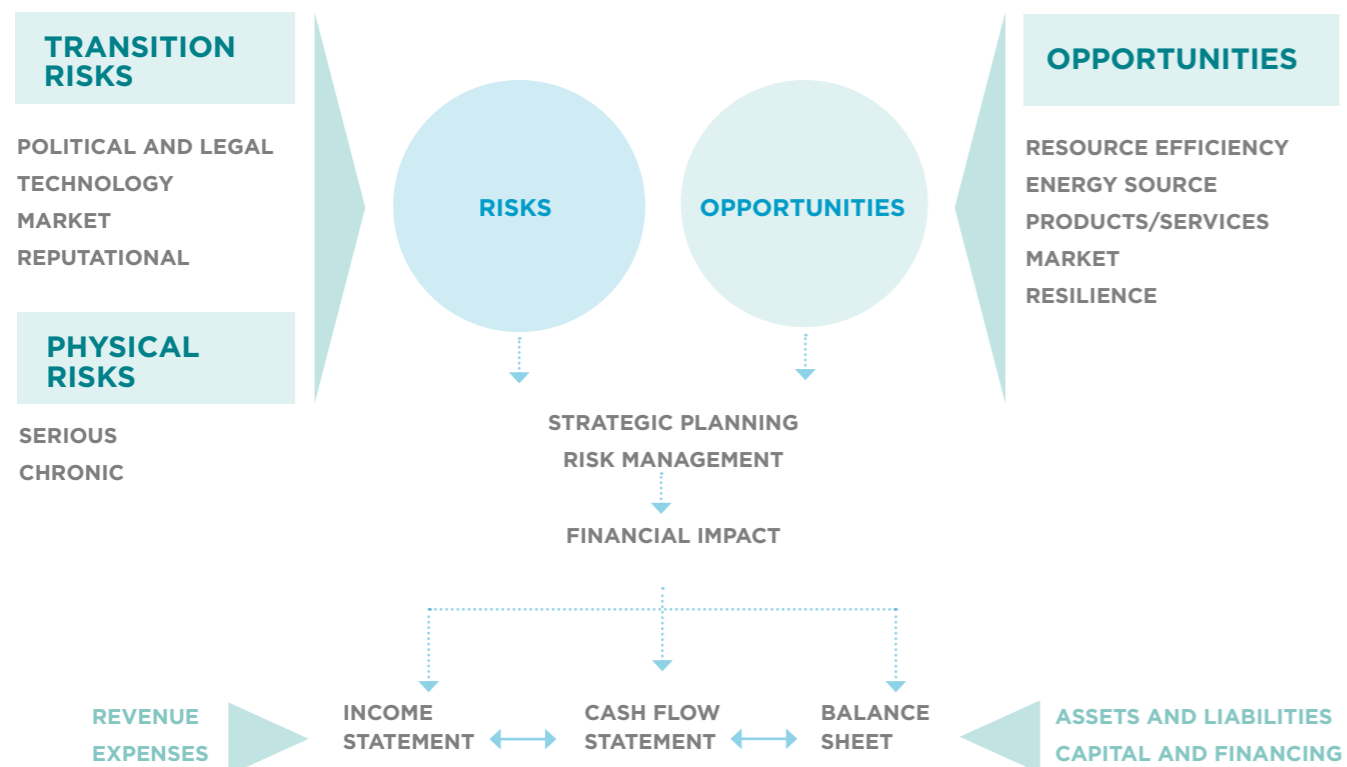 TRANSITION
RISKS
POLITICAL AND LEGAL
TECHNOLOGY
MARKET
REPUTATIONAL
PHYSICAL
RISKS
SERIOUS
CHRONIC
RISKS
OPPORTUNITIES
OPPORTUNITIES
RESOURCE EFFICIENCY
ENERGY SOURCE
PRODUCTS/SERVICES
MARKET
RESILIENCE
STRATEGIC PLANNING
RISK MANAGEMENT
FINANCIAL IMPACT
REVENUE
EXPENSES
INCOME
STATEMENT
CASH FLOW
STATEMENT
BALANCE
SHEET
ASSETS AND LIABILITIES
CAPITAL AND FINANCING